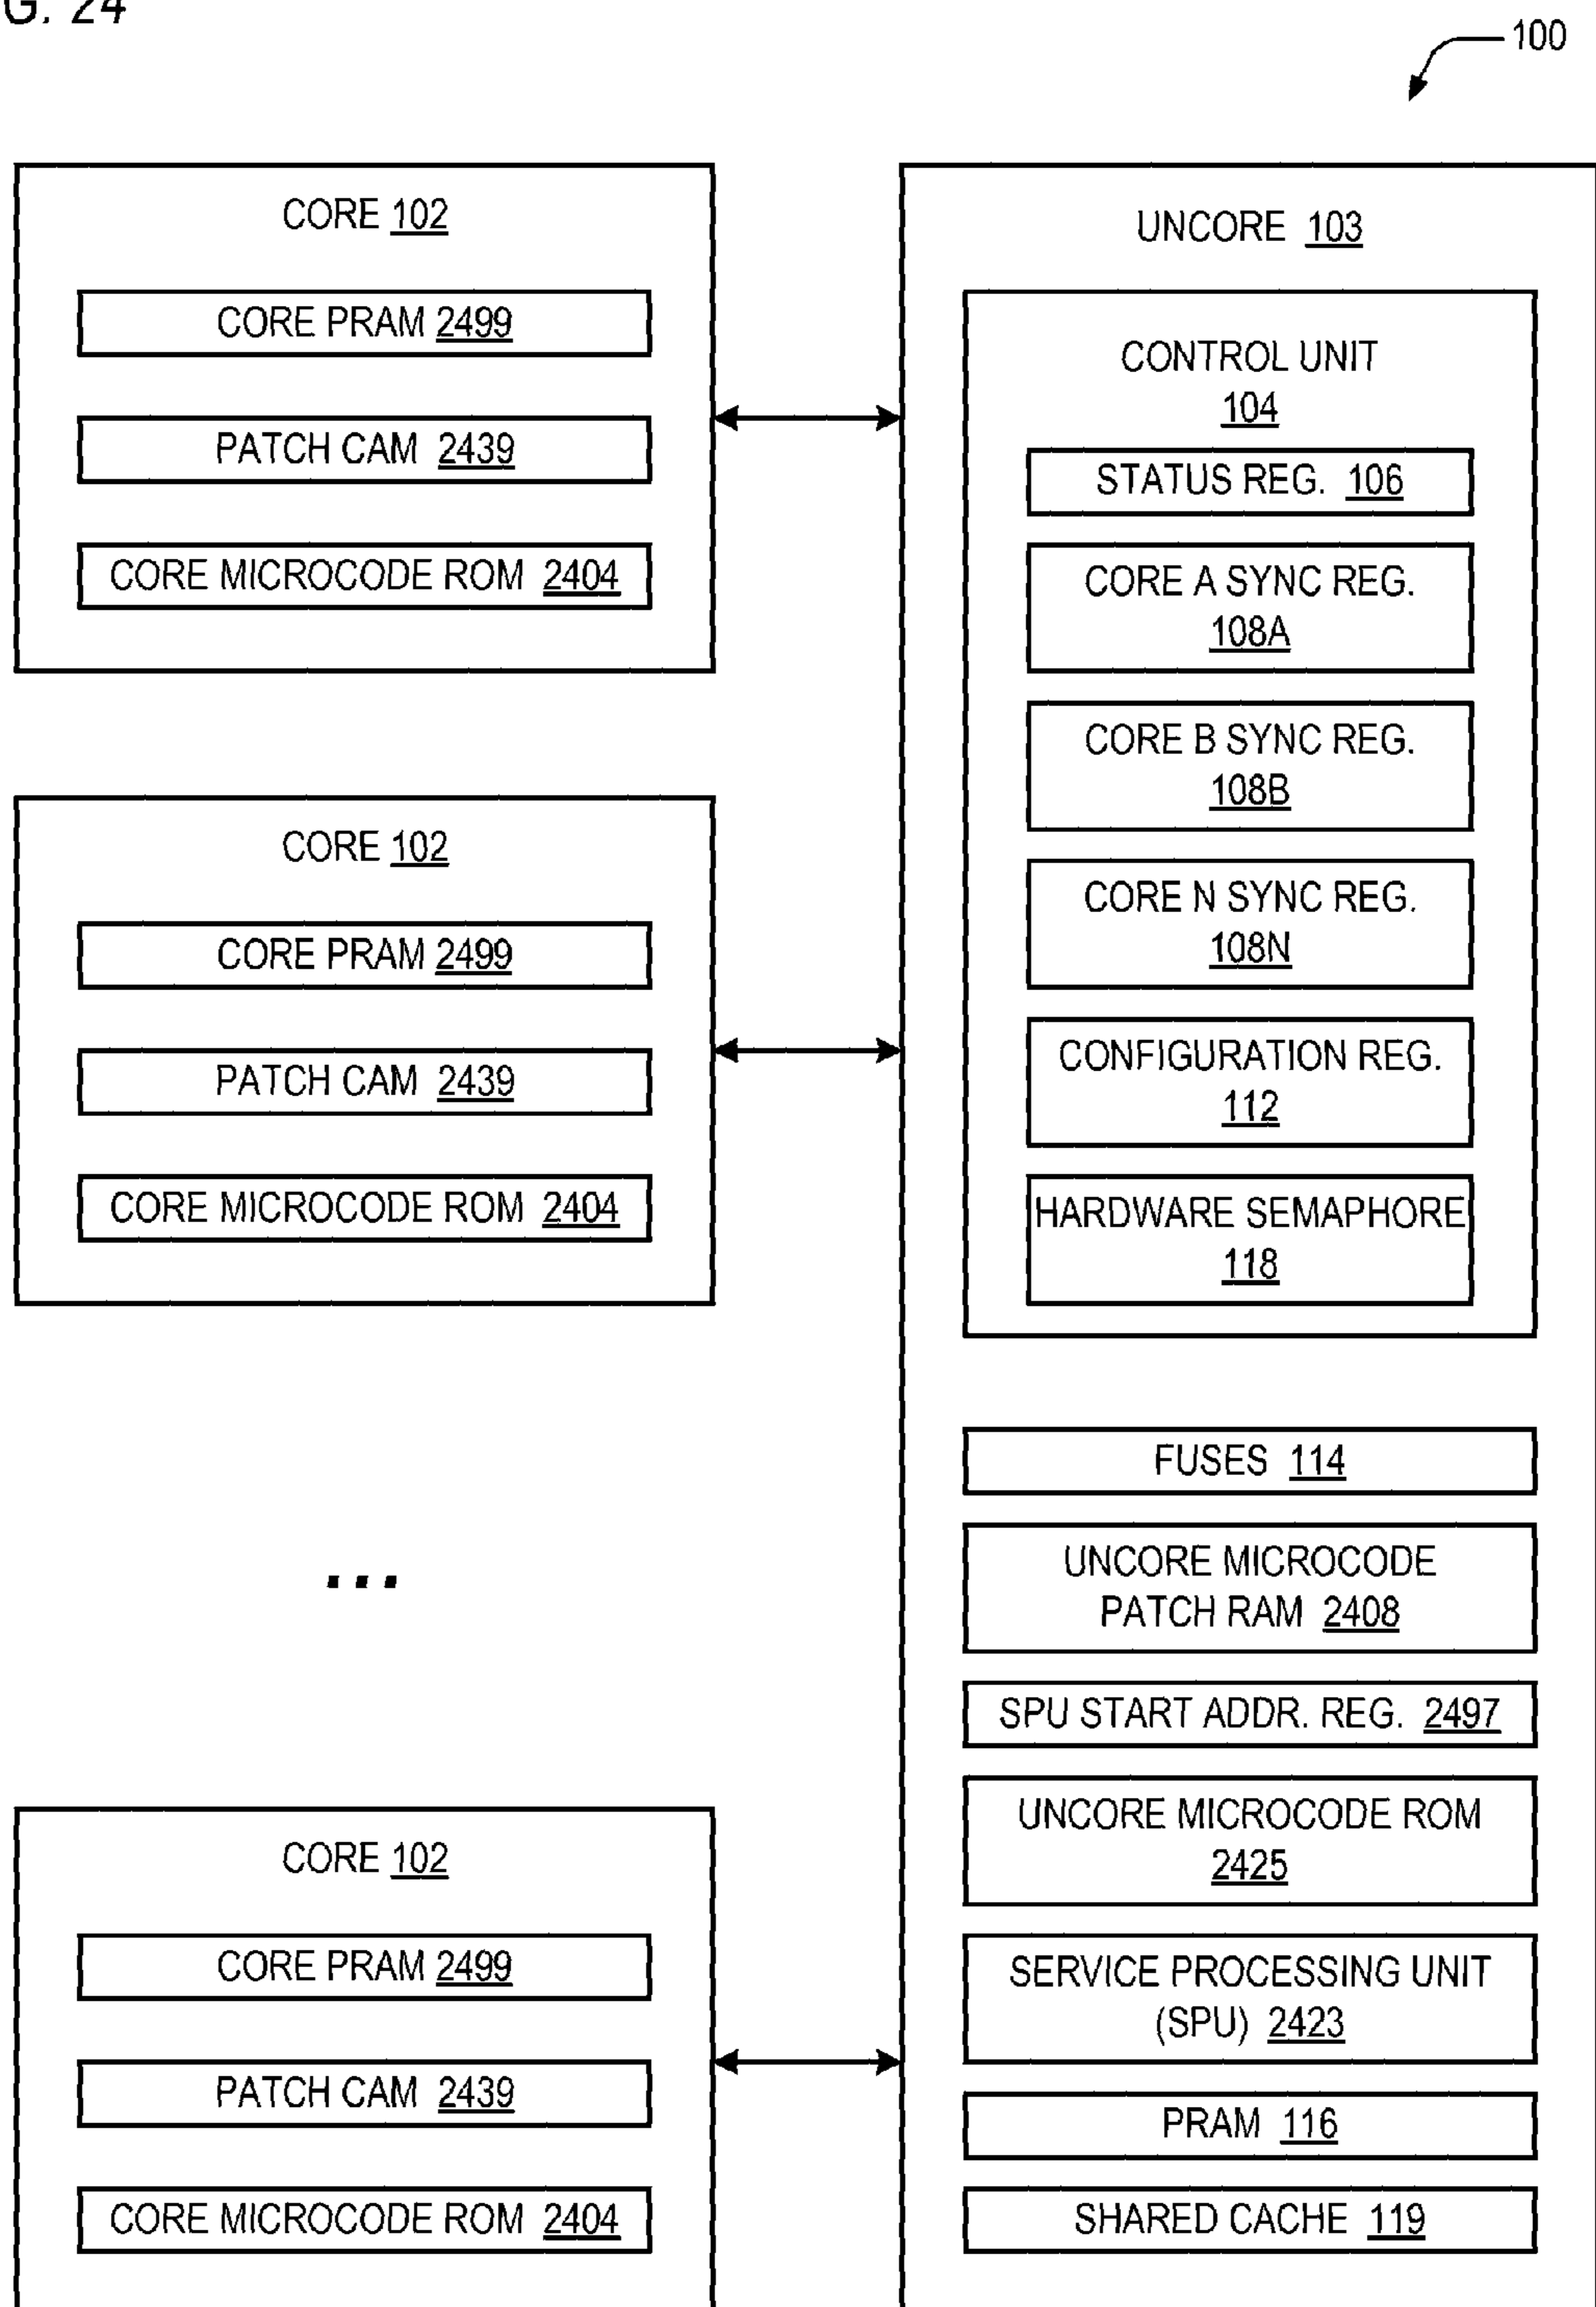 G. 24
100
CORE 102
CORE PRAM 2499
PATCH CAM 2439
CORE MICROCODE ROM 2404
CORE 102
CORE PRAM 2499
PATCH CAM 2439
CORE MICROCODE ROM 2404
...
CORE 102
CORE PRAM 2499
PATCH CAM 2439
CORE MICROCODE ROM 2404
UNCORE 103
CONTROL UNIT
104
STATUS REG. 106
CORE A SYNC REG.
108A
CORE B SYNC REG.
108B
CORE N SYNC REG.
108N
CONFIGURATION REG.
112
HARDWARE SEMAPHORE
118
FUSES 114
UNCORE MICROCODE
PATCH RAM 2408
SPU START ADDR. REG. 2497
UNCORE MICROCODE ROM
2425
SERVICE PROCESSING UNIT
(SPU) 2423
PRAM 116
SHARED CACHE 119